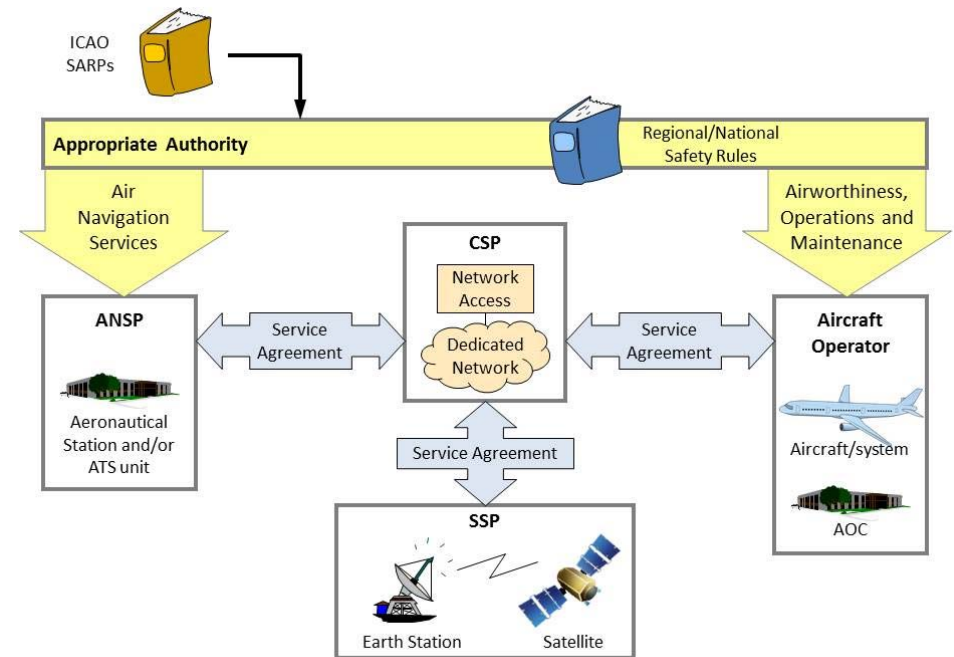 ICAO
SARPs
Appropriate Authority
Regional/National
Safety Rules
Air
Navigation
Services
Airworthiness,
Operations and
Maintenance
CSP
Network
Access
Dedicated
Network
ANSP
Aeronautical
Station and/or
ATS unit
Service
Agreement
Service
Agreement
Aircraft
Operator
Aircraft/system
AOC
Service Agreement
SSP
Earth Station
Satellite